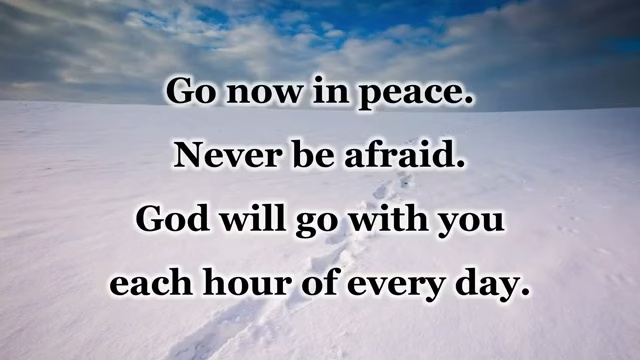 Go now in peace.
Never be afraid.
God will go with you
each hour of every day.